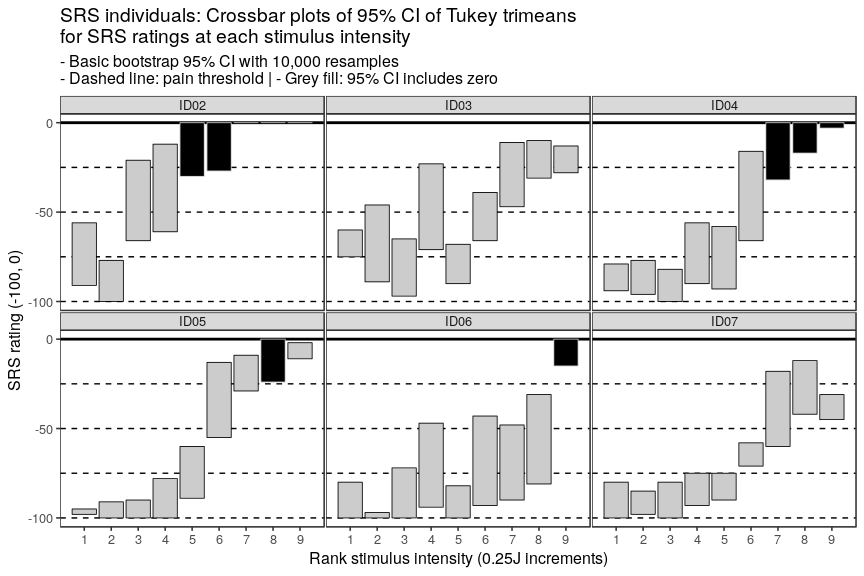 SRS individuals: Crossbar plots of 95% CI of Tukey trimeans
for SRS ratings at each stimulus intensity
- Basic bootstrap 95% CI with 10,000 resamples
- Dashed line: pain threshold | - Grey fill: 95% CI includes zero
ID02 ID03 ID04
0
-50
-100
ID05 ID06 ID07
0
-50
-100
SRS rating (-100, 0)
1 2 3 4 5 6 7 8 9 1 2 3 4 5 6 7 8 9 1 2 3 4 5 6 7 8 9
Rank stimulus intensity (0.25J increments)